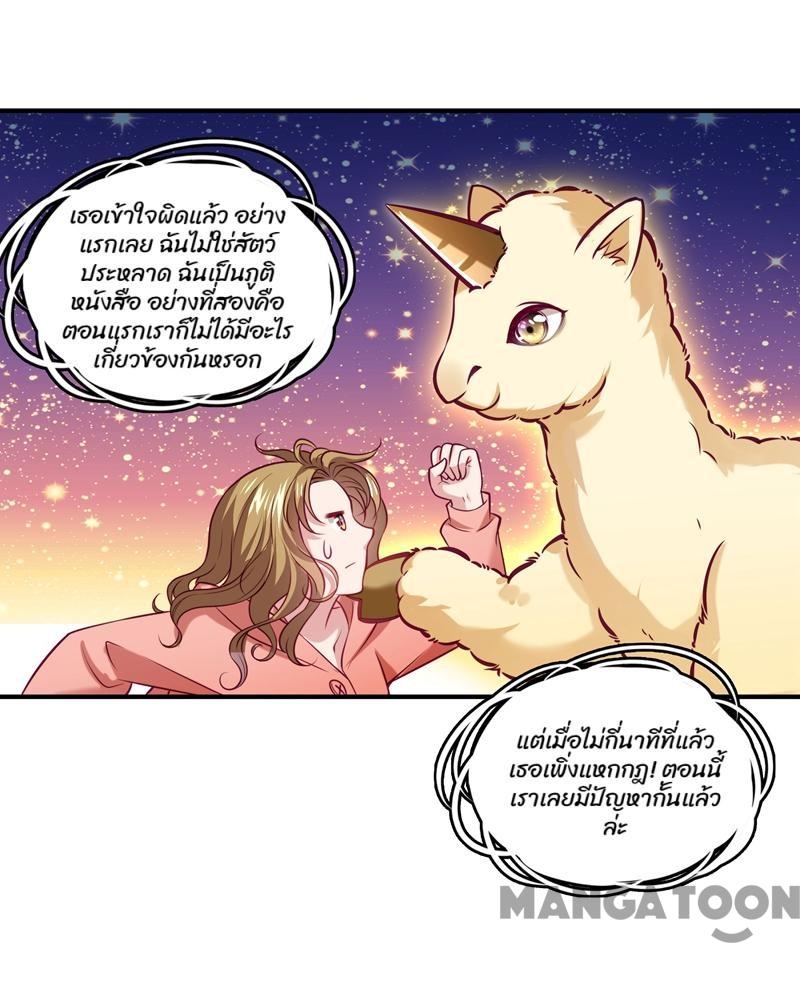 เธอเข้าใจผิดแล้ว อย่าง
แรกเลย ฉันไม่ใช่สัตว์
ประหลาด ฉันเป็นภูติ
หนังสือ อย่างที่สองคือ
ตอนแรกเราก็ไม่ได้มีอะไร
เกี่ยวข้องกันหรอก
แต่เมื่อไม่กี่นาทีที่แล้ว
เธอเพิ่งแหกกฎ! ตอนนี้
เราเลยมีปัญหากันแล้ว
ล่ะ
MANGATOON